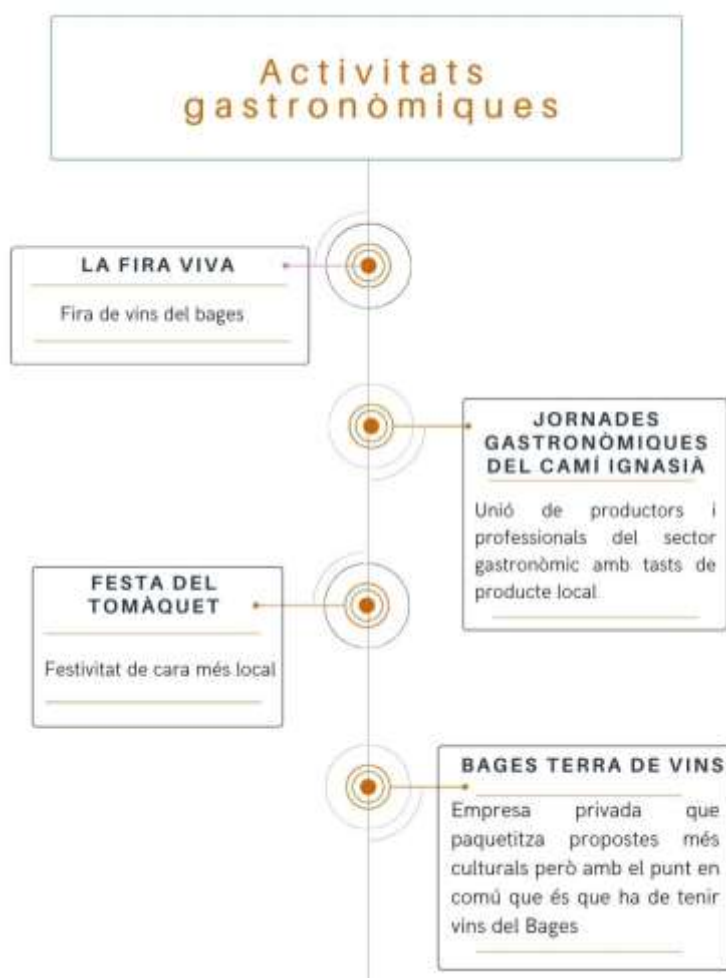 Activitats
gastronòmiques
LA FIRA VIVA
Fira de vins del bages
JORNADES
GASTRONÒMIQUES
DEL CAMÍ IGNASIÀ
Unió de productors i
professionals del sector
gastronòmic amb tasts de
producte local
FESTA DEL
TOMÀQUET
Festivitat de cara més local
BAGES TERRA DE VINS
Empresa privada que
paquetitza propostes més
culturals però amb el punt en
comú que és que ha de tenir
vins del Bages